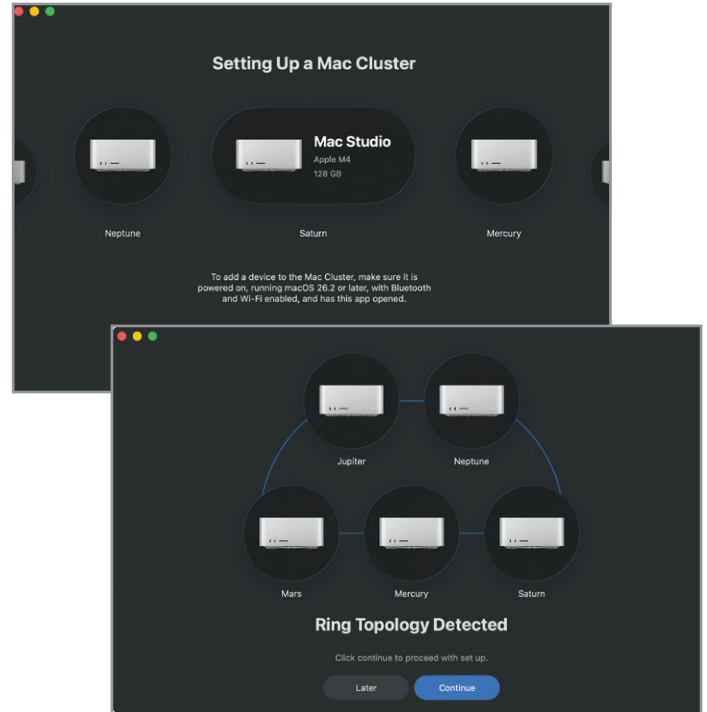 Setting Up a Mac Cluster
Mac Studio
Apple M4
128 GB
Neptune
Saturn
Mercury
To add a device to the Mac Cluster, make sure it is
powered on, running macOS 26.2 or later, with Bluetooth
and Wi-Fi enabled, and has this app opened.
Jupiter
Neptune
Mars
Mercury
Saturn
Ring Topology Detected
Click continue to proceed with set up.
Later
Continue